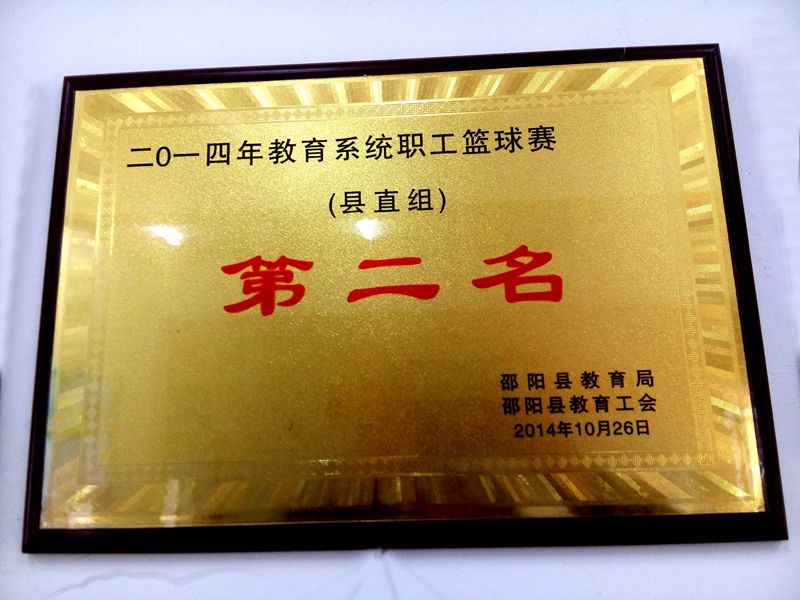 二0一四年教育系统职工篮球赛
(县直组)
第二名
邵阳县教育局
邵阳县教育工会
2014年10月26日